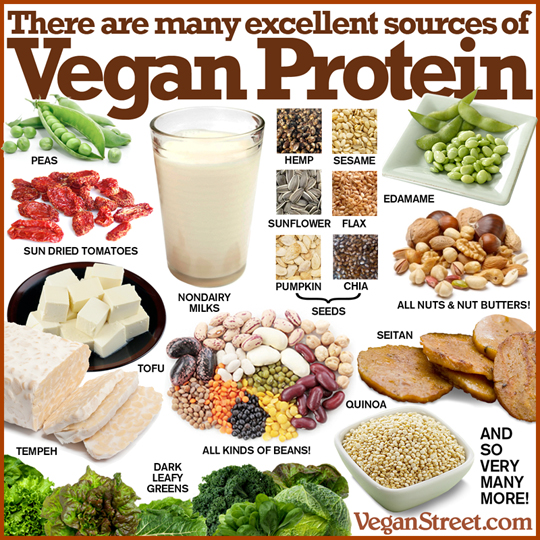 There are many excellent sources of
Vegan Protein
PEAS
HEMP
SESAME
EDAMAME
SUN DRIED TOMATOES
SUNFLOWER
FLAX
NONDAIRY
MILKS
PUMPKIN
CHIA
SEEDS
ALL NUTS & NUT BUTTERS!
TOFU
SEITAN
QUINOA
TEMPEH
ALL KINDS OF BEANS!
DARK
LEAFY
GREENS
AND
SO
VERY
MANY
MORE!
VeganStreet.com